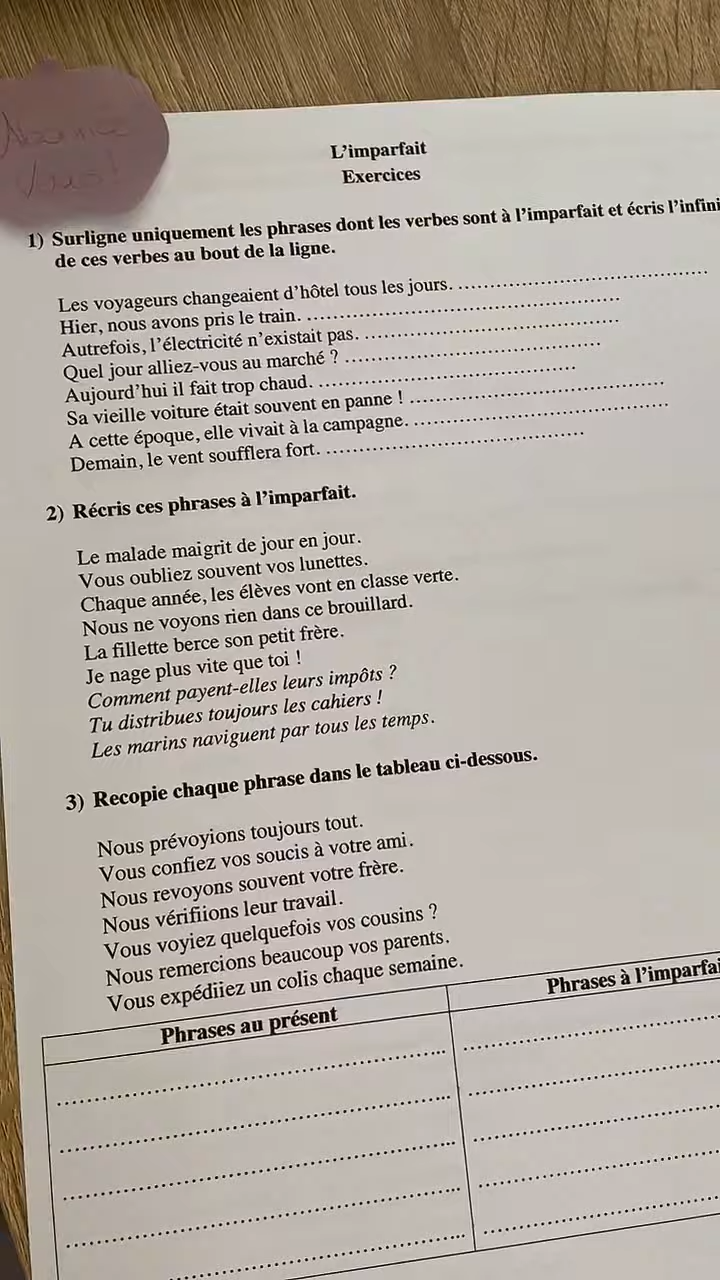 L'imparfait
Exercices
1) Surligne uniquement les phrases dont les verbes sont à l'imparfait et écris l'infini
de ces verbes au bout de la ligne.
Les voyageurs changeaient d'hôtel tous les jours.
Hier, nous avons pris le train.
Autrefois, l'électricité n'existait pas.
Quel jour alliez-vous au marché ?
Aujourd'hui il fait trop chaud.
Sa vieille voiture était souvent en panne !
A cette époque, elle vivait à la campagne.
Demain, le vent soufflera fort.
2) Récris ces phrases à l'imparfait.
Le malade maigrit de jour en jour.
Vous oubliez souvent vos lunettes.
Chaque année, les élèves vont en classe verte.
Nous ne voyons rien dans ce brouillard.
La fillette berce son petit frère.
Je nage plus vite que toi !
Comment payent-elles leurs impôts ?
Tu distribues toujours les cahiers !
Les marins naviguent par tous les temps.
3) Recopie chaque phrase dans le tableau ci-dessous.
Nous prévoyions toujours tout.
Vous confiez vos soucis à votre ami.
Nous revoyons souvent votre frère.
Nous vérifiions leur travail.
Vous voyiez quelquefois vos cousins ?
Nous remercions beaucoup vos parents.
Vous expédiiez un colis chaque semaine.
Phrases au présent
Phrases à l'imparfai